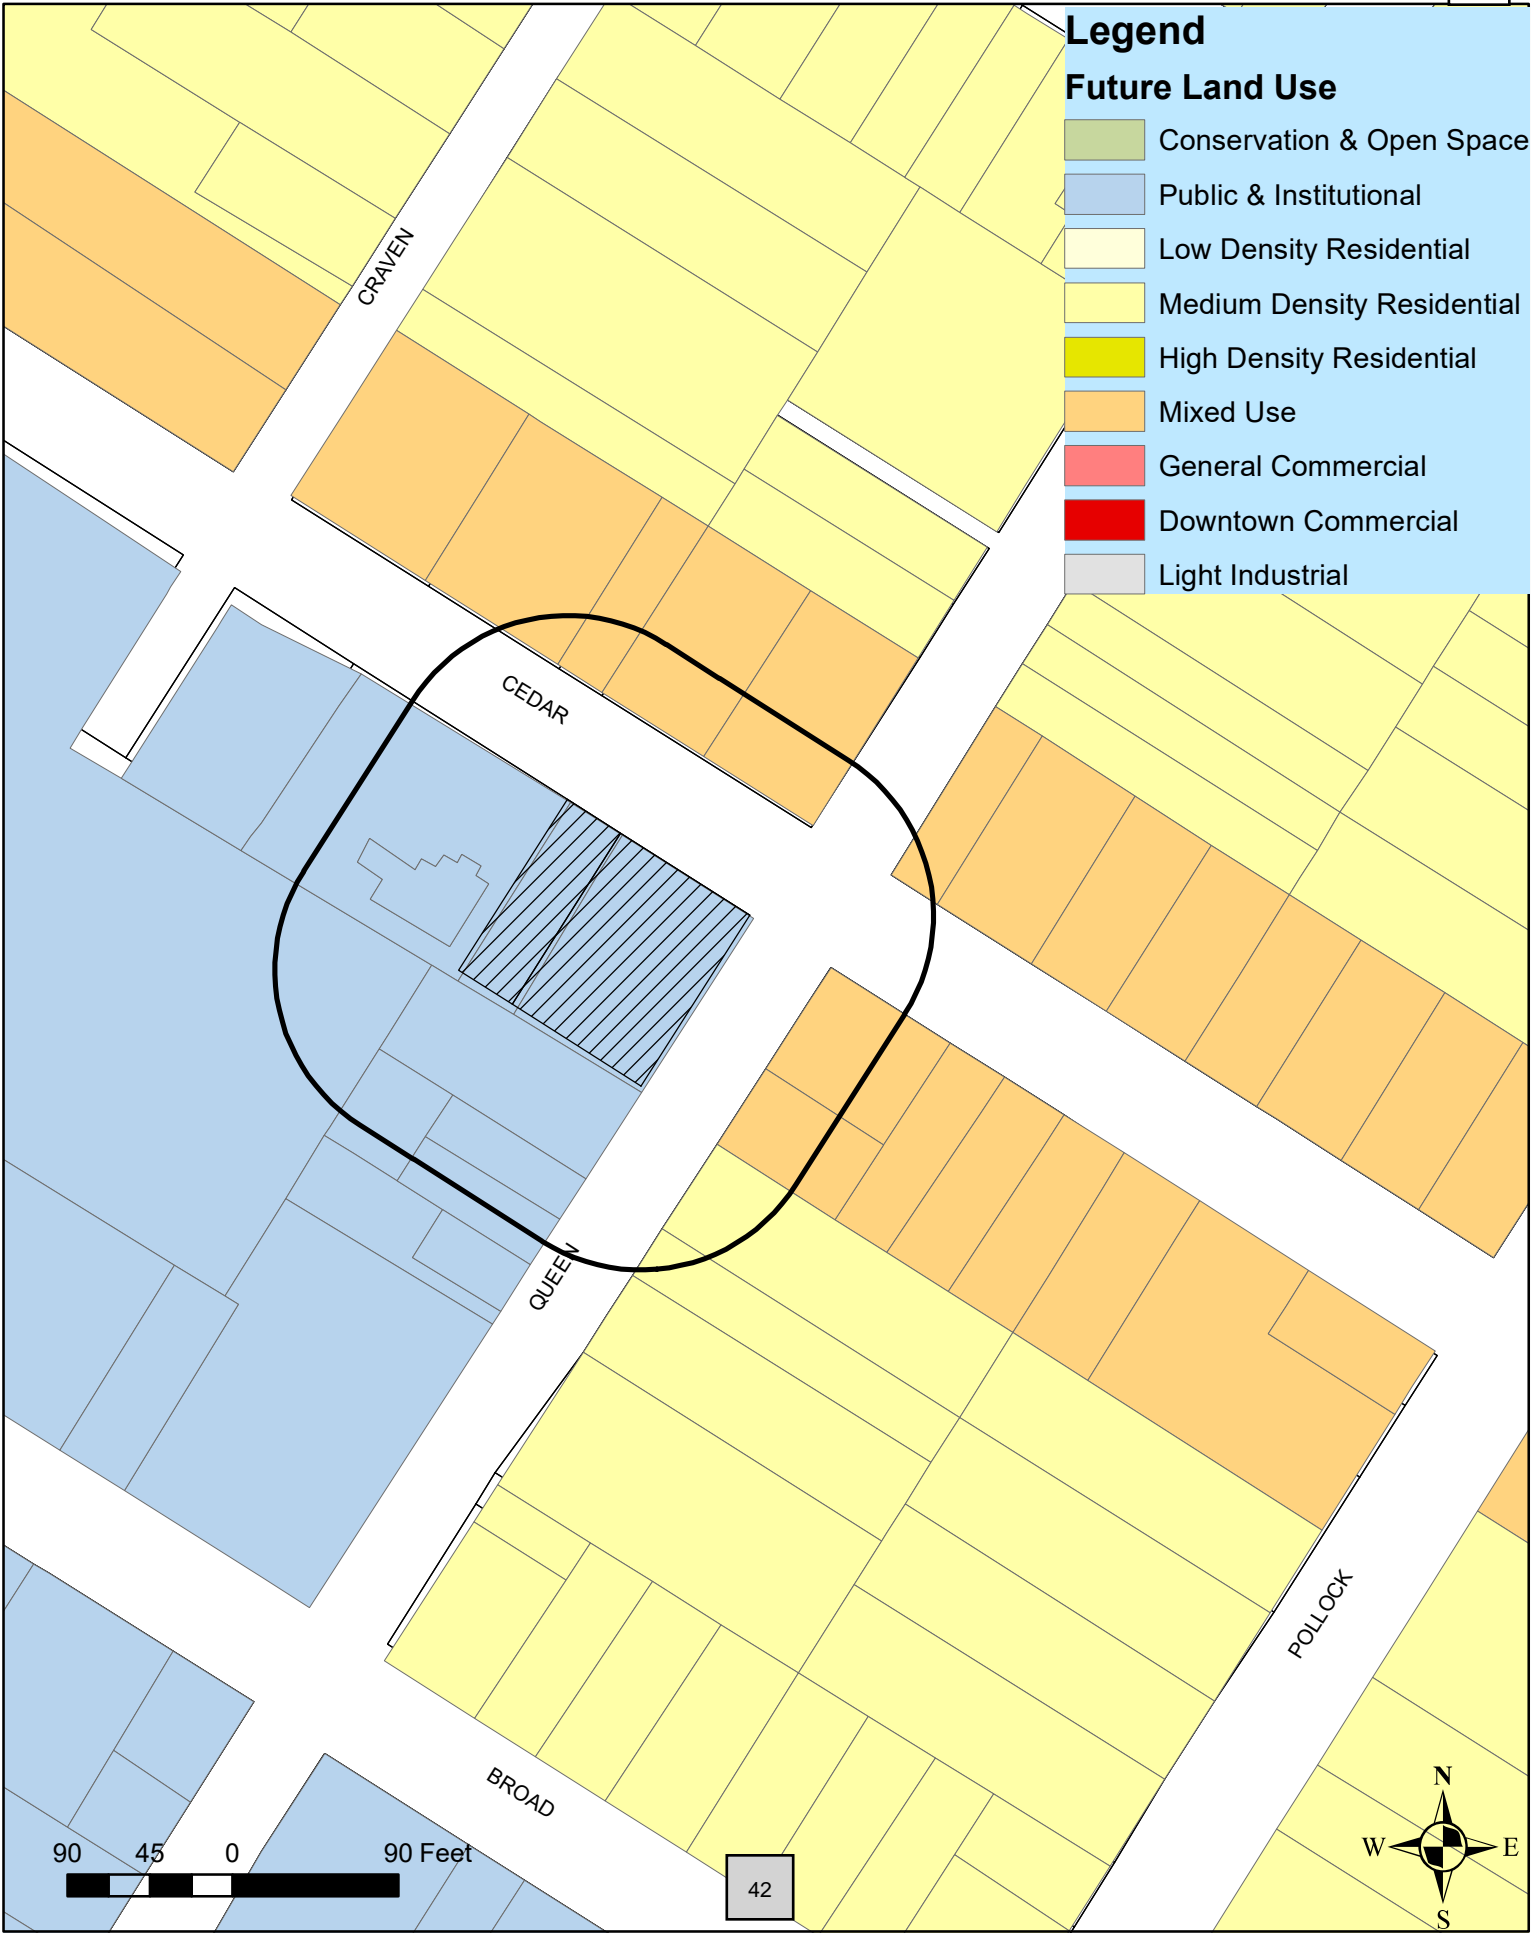 Legend
Future Land Use
Conservation & Open Space
Public & Institutional
Low Density Residential
Medium Density Residential
High Density Residential
Mixed Use
General Commercial
Downtown Commercial
Light Industrial
CRAVEN
CEDAR
QUEEN
POLLOCK
BROAD
N
W E
S
90 45 0 90 Feet
42